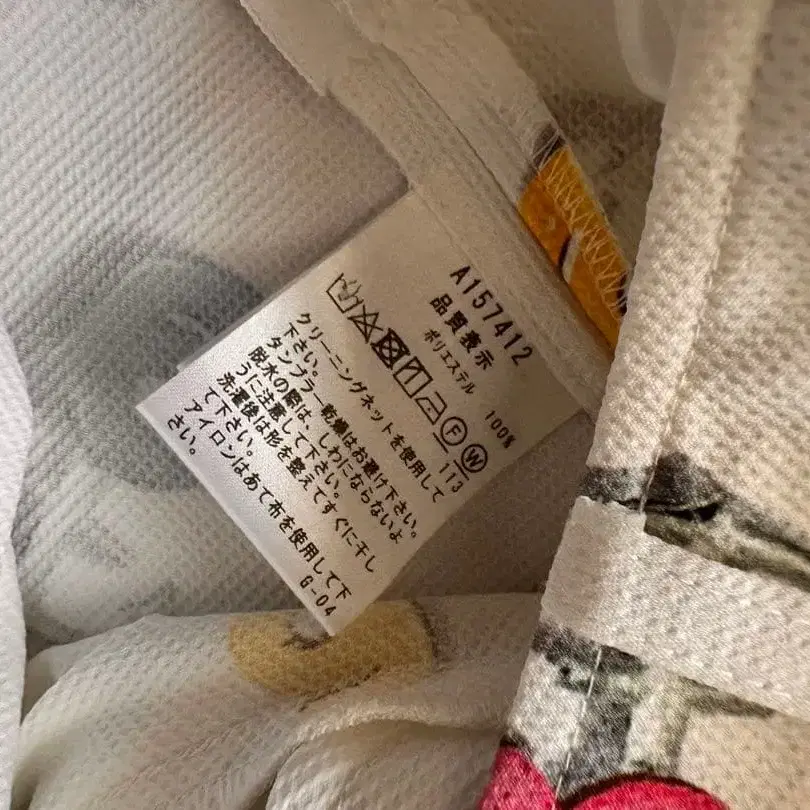 A157412
品質表示
ポリエステル 100%
F W
113
クリーニングネットを使用して
下さい。
タンブラー乾燥はお避け下さい。
脱水の際は、しわにならないよ
うに注意して下さい。
洗濯後は形を整えてすぐに干し
て下さい。
アイロンはあて布を使用して下
さい。
G-04